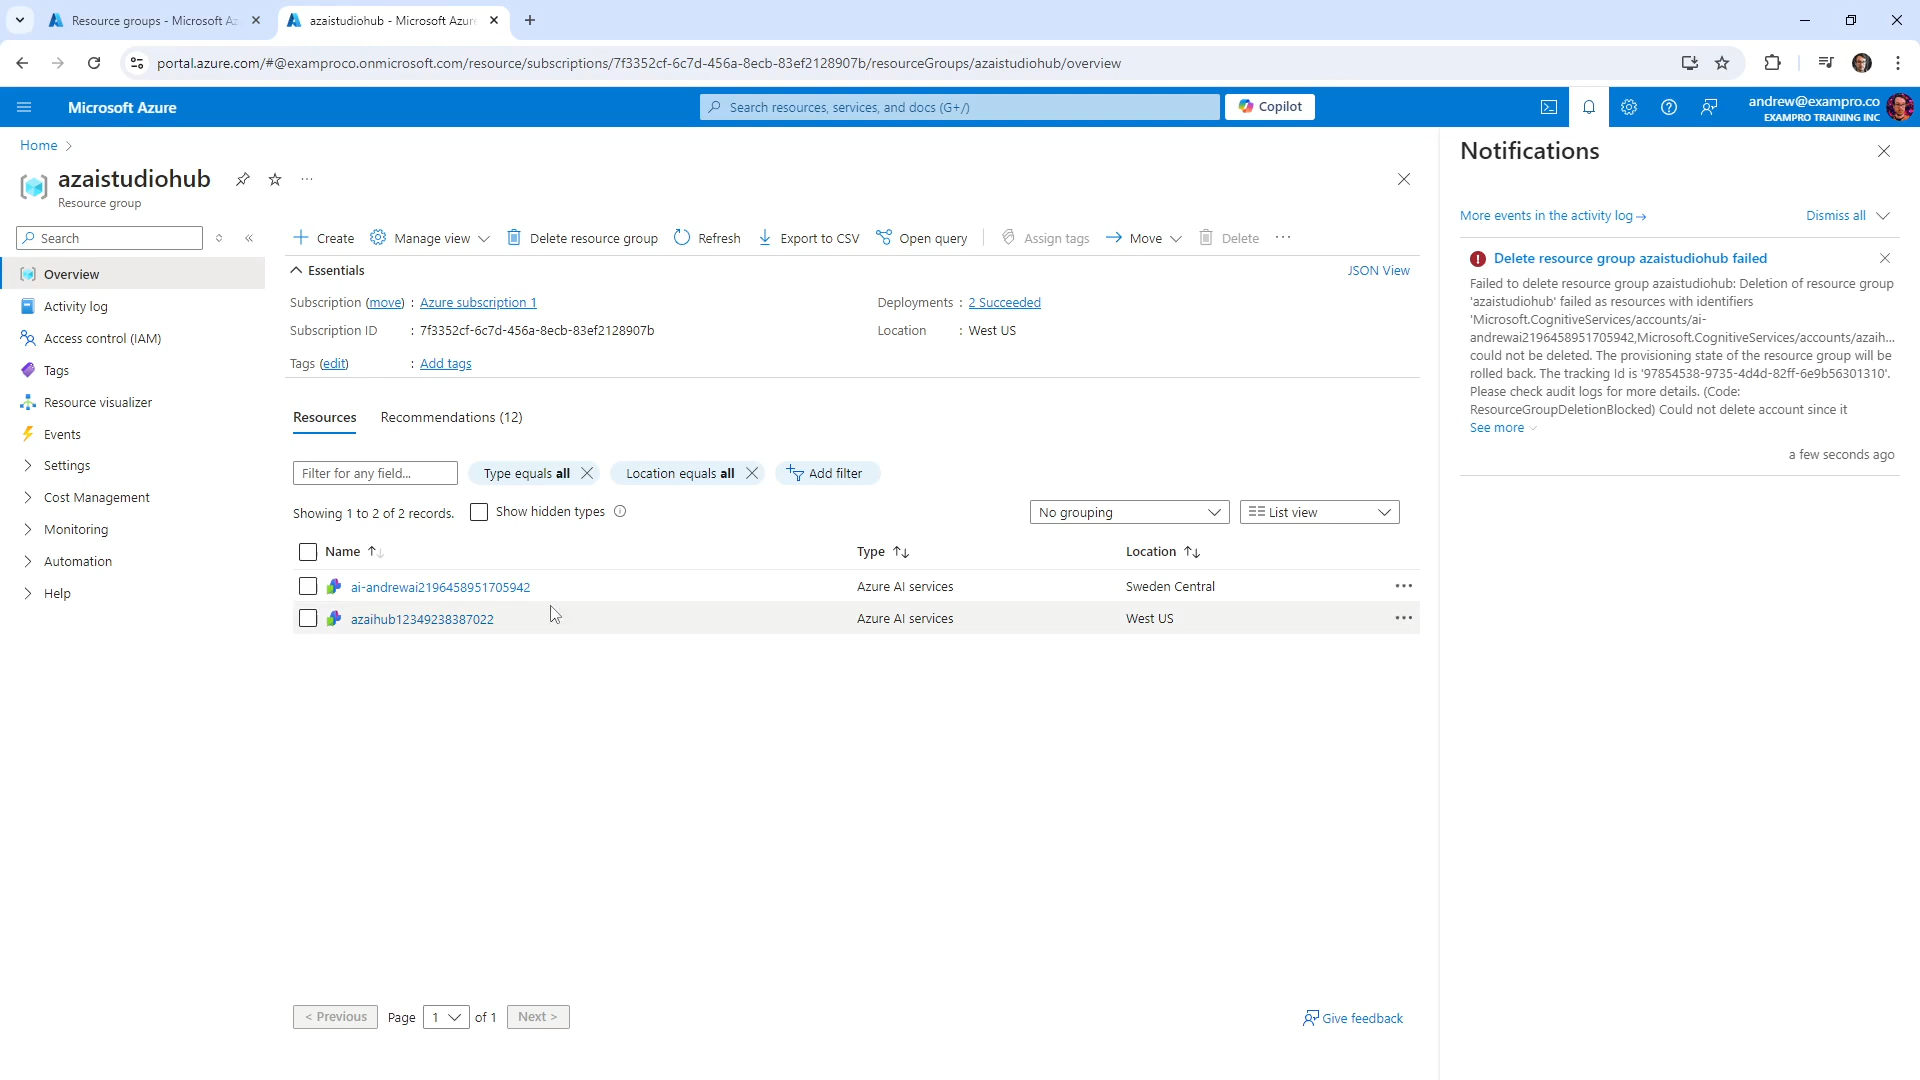 Resource groups - Microsoft Az
azaistudiohub - Microsoft Azure
portal.azure.com/#@examproco.onmicrosoft.com/resource/subscriptions/7f3352cf-6c7d-456a-8ecb-83ef2128907b/resourceGroups/azaistudiohub/overview
Microsoft Azure
Search resources, services, and docs (G+/)
Copilot
andrew@exampro.co
EXAMPRO TRAINING INC
Home
azaistudiohub
Resource group
Search
Overview
Activity log
Access control (IAM)
Tags
Resource visualizer
Events
Settings
Cost Management
Monitoring
Automation
Help
Create
Manage view
Delete resource group
Refresh
Export to CSV
Open query
Assign tags
Move
Delete
Essentials
JSON View
Subscription (move) : Azure subscription 1
Subscription ID : 7f3352cf-6c7d-456a-8ecb-83ef2128907b
Deployments : 2 Succeeded
Location : West US
Tags (edit) : Add tags
Resources
Recommendations (12)
Filter for any field...
Type equals all
Location equals all
Add filter
Showing 1 to 2 of 2 records.
Show hidden types
No grouping
List view
Name Type Location
ai-andrewai2196458951705942 Azure AI services Sweden Central
azaihub12349238387022 Azure AI services West US
< Previous
Page 1 of 1
Next >
Give feedback
Notifications
More events in the activity log →
Dismiss all
Delete resource group azaistudiohub failed
Failed to delete resource group azaistudiohub: Deletion of resource group
'azaistudiohub' failed as resources with identifiers
'Microsoft.CognitiveServices/accounts/ai-
andrewai2196458951705942,Microsoft.CognitiveServices/accounts/azaih...
could not be deleted. The provisioning state of the resource group will be
rolled back. The tracking Id is '97854538-9735-4d4d-82ff-6e9b56301310'.
Please check audit logs for more details. (Code:
ResourceGroupDeletionBlocked) Could not delete account since it
See more
a few seconds ago